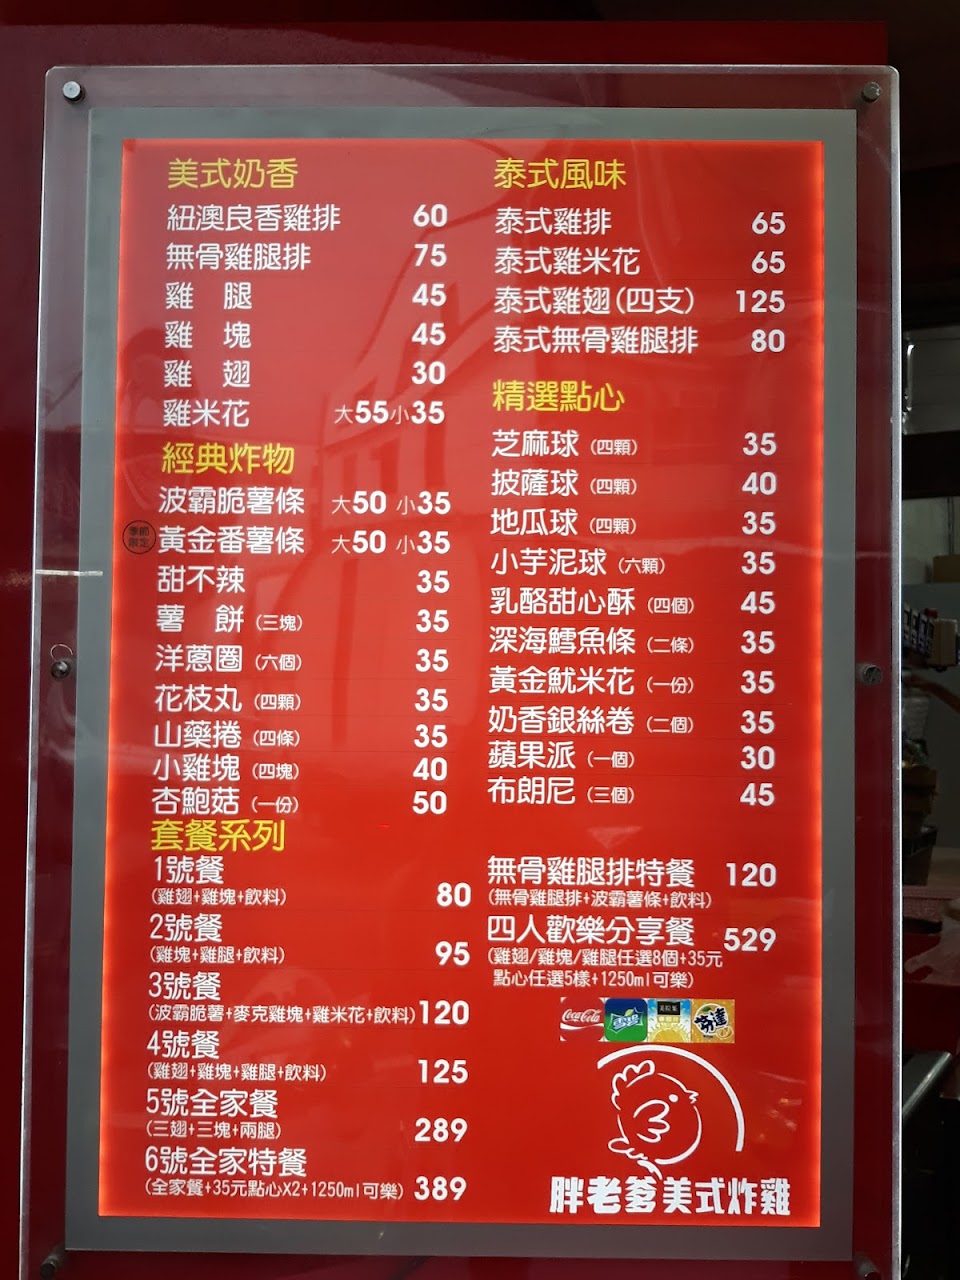 美式奶香
紐澳良香雞排 60
無骨雞腿排 75
雞 腿 45
雞 塊 45
雞 翅 30
雞米花 大55小35
經典炸物
波霸脆薯條 大50 小35
季節限定 黃金番薯條 大50 小35
甜不辣 35
薯 餅 (三塊) 35
洋蔥圈 (六個) 35
花枝丸 (四顆) 35
山藥捲 (四條) 35
小雞塊 (四塊) 40
杏鮑菇 (一份) 50
泰式風味
泰式雞排 65
泰式雞米花 65
泰式雞翅(四支) 125
泰式無骨雞腿排 80
精選點心
芝麻球 (四顆) 35
披薩球 (四顆) 40
地瓜球 (四顆) 35
小芋泥球 (六顆) 35
乳酪甜心酥 (四個) 45
深海鱈魚條 (二條) 35
黃金魷米花 (一份) 35
奶香銀絲卷 (二個) 35
蘋果派 (一個) 30
布朗尼 (三個) 45
套餐系列
1號餐
(雞翅+雞塊+飲料) 80
2號餐
(雞塊+雞腿+飲料) 95
3號餐
(波霸脆薯+麥克雞塊+雞米花+飲料) 120
4號餐
(雞翅+雞塊+雞腿+飲料) 125
5號全家餐
(三翅+三塊+兩腿) 289
6號全家特餐
(全家餐+35元點心X2+1250ml可樂) 389
無骨雞腿排特餐 120
(無骨雞腿排+波霸薯條+飲料)
四人歡樂分享餐 529
(雞翅/雞塊/雞腿任選8個+35元
點心任選5樣+1250ml可樂)
Coca-Cola 雪碧 美粒果 芬達
胖老爹美式炸雞